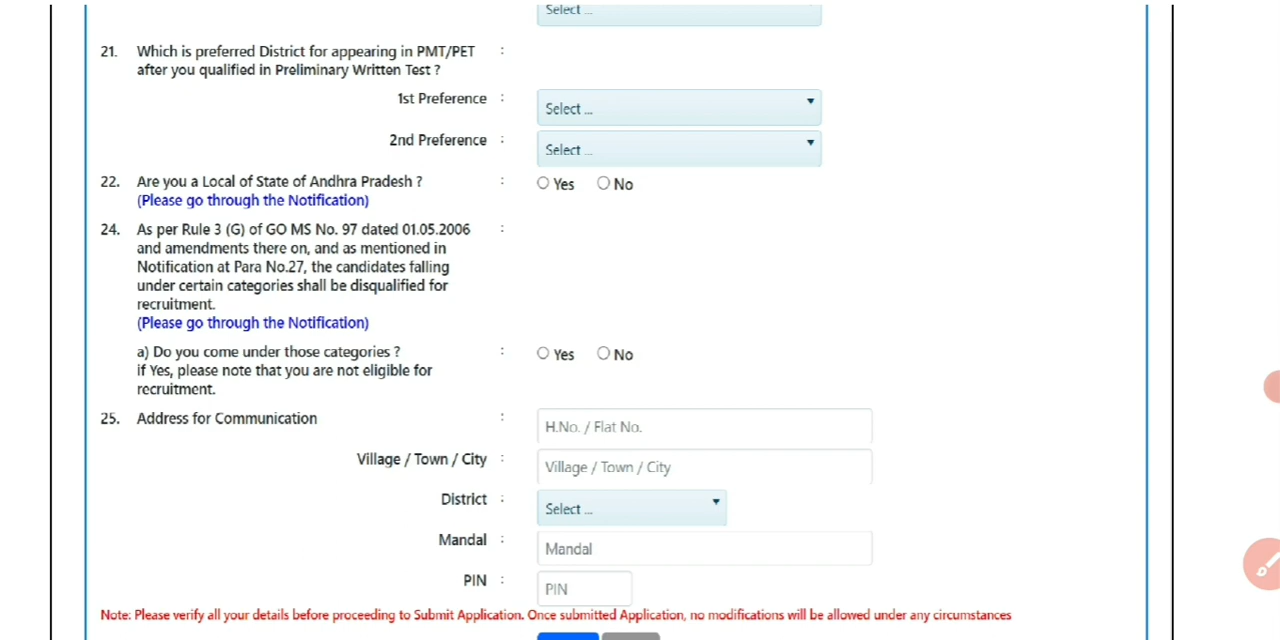 Select ...
21. Which is preferred District for appearing in PMT/PET :
after you qualified in Preliminary Written Test ?
1st Preference : Select ...
2nd Preference : Select ...
22. Are you a Local of State of Andhra Pradesh ? : Yes No
(Please go through the Notification)
24. As per Rule 3 (G) of GO MS No. 97 dated 01.05.2006 :
and amendments there on, and as mentioned in
Notification at Para No.27, the candidates falling
under certain categories shall be disqualified for
recruitment.
(Please go through the Notification)
a) Do you come under those categories ? : Yes No
if Yes, please note that you are not eligible for
recruitment.
25. Address for Communication : H.No. / Flat No.
Village / Town / City : Village / Town / City
District : Select ...
Mandal : Mandal
PIN : PIN
Note: Please verify all your details before proceeding to Submit Application. Once submitted Application, no modifications will be allowed under any circumstances